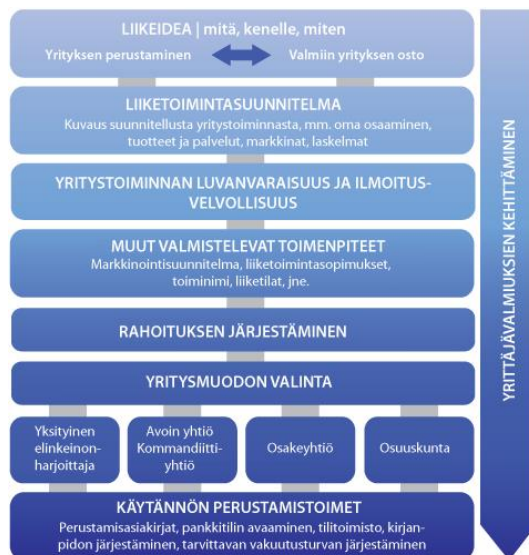 LIIKEIDEA | mitä, kenelle, miten
Yrityksen perustaminen
Valmiin yrityksen osto
LIIKETOIMINTASUUNNITELMA
Kuvaus suunnitellusta yritystoiminnasta, mm. oma osaaminen,
tuotteet ja palvelut, markkinat, laskelmat
YRITYSTOIMINNAN LUVANVARAISUUS JA ILMOITUS-
VELVOLLISUUS
MUUT VALMISTELEVAT TOIMENPITEET
Markkinointisuunnitelma, liiketoimintasopimukset,
toiminimi, liiketilat, jne.
RAHOITUKSEN JÄRJESTÄMINEN
YRITYSMUODON VALINTA
Yksityinen
elinkeinon-
harjoittaja
Avoin yhtiö
Kommandiitti-
yhtiö
Osakeyhtiö
Osuuskunta
KÄYTÄNNÖN PERUSTAMISTOIMET
Perustamisasiakirjat, pankkitilin avaaminen, tilitoimisto, kirjan-
pidon järjestäminen, tarvittavan vakuutusturvan järjestäminen
YRITTÄJÄVALMIUKSIEN KEHITTÄMINEN